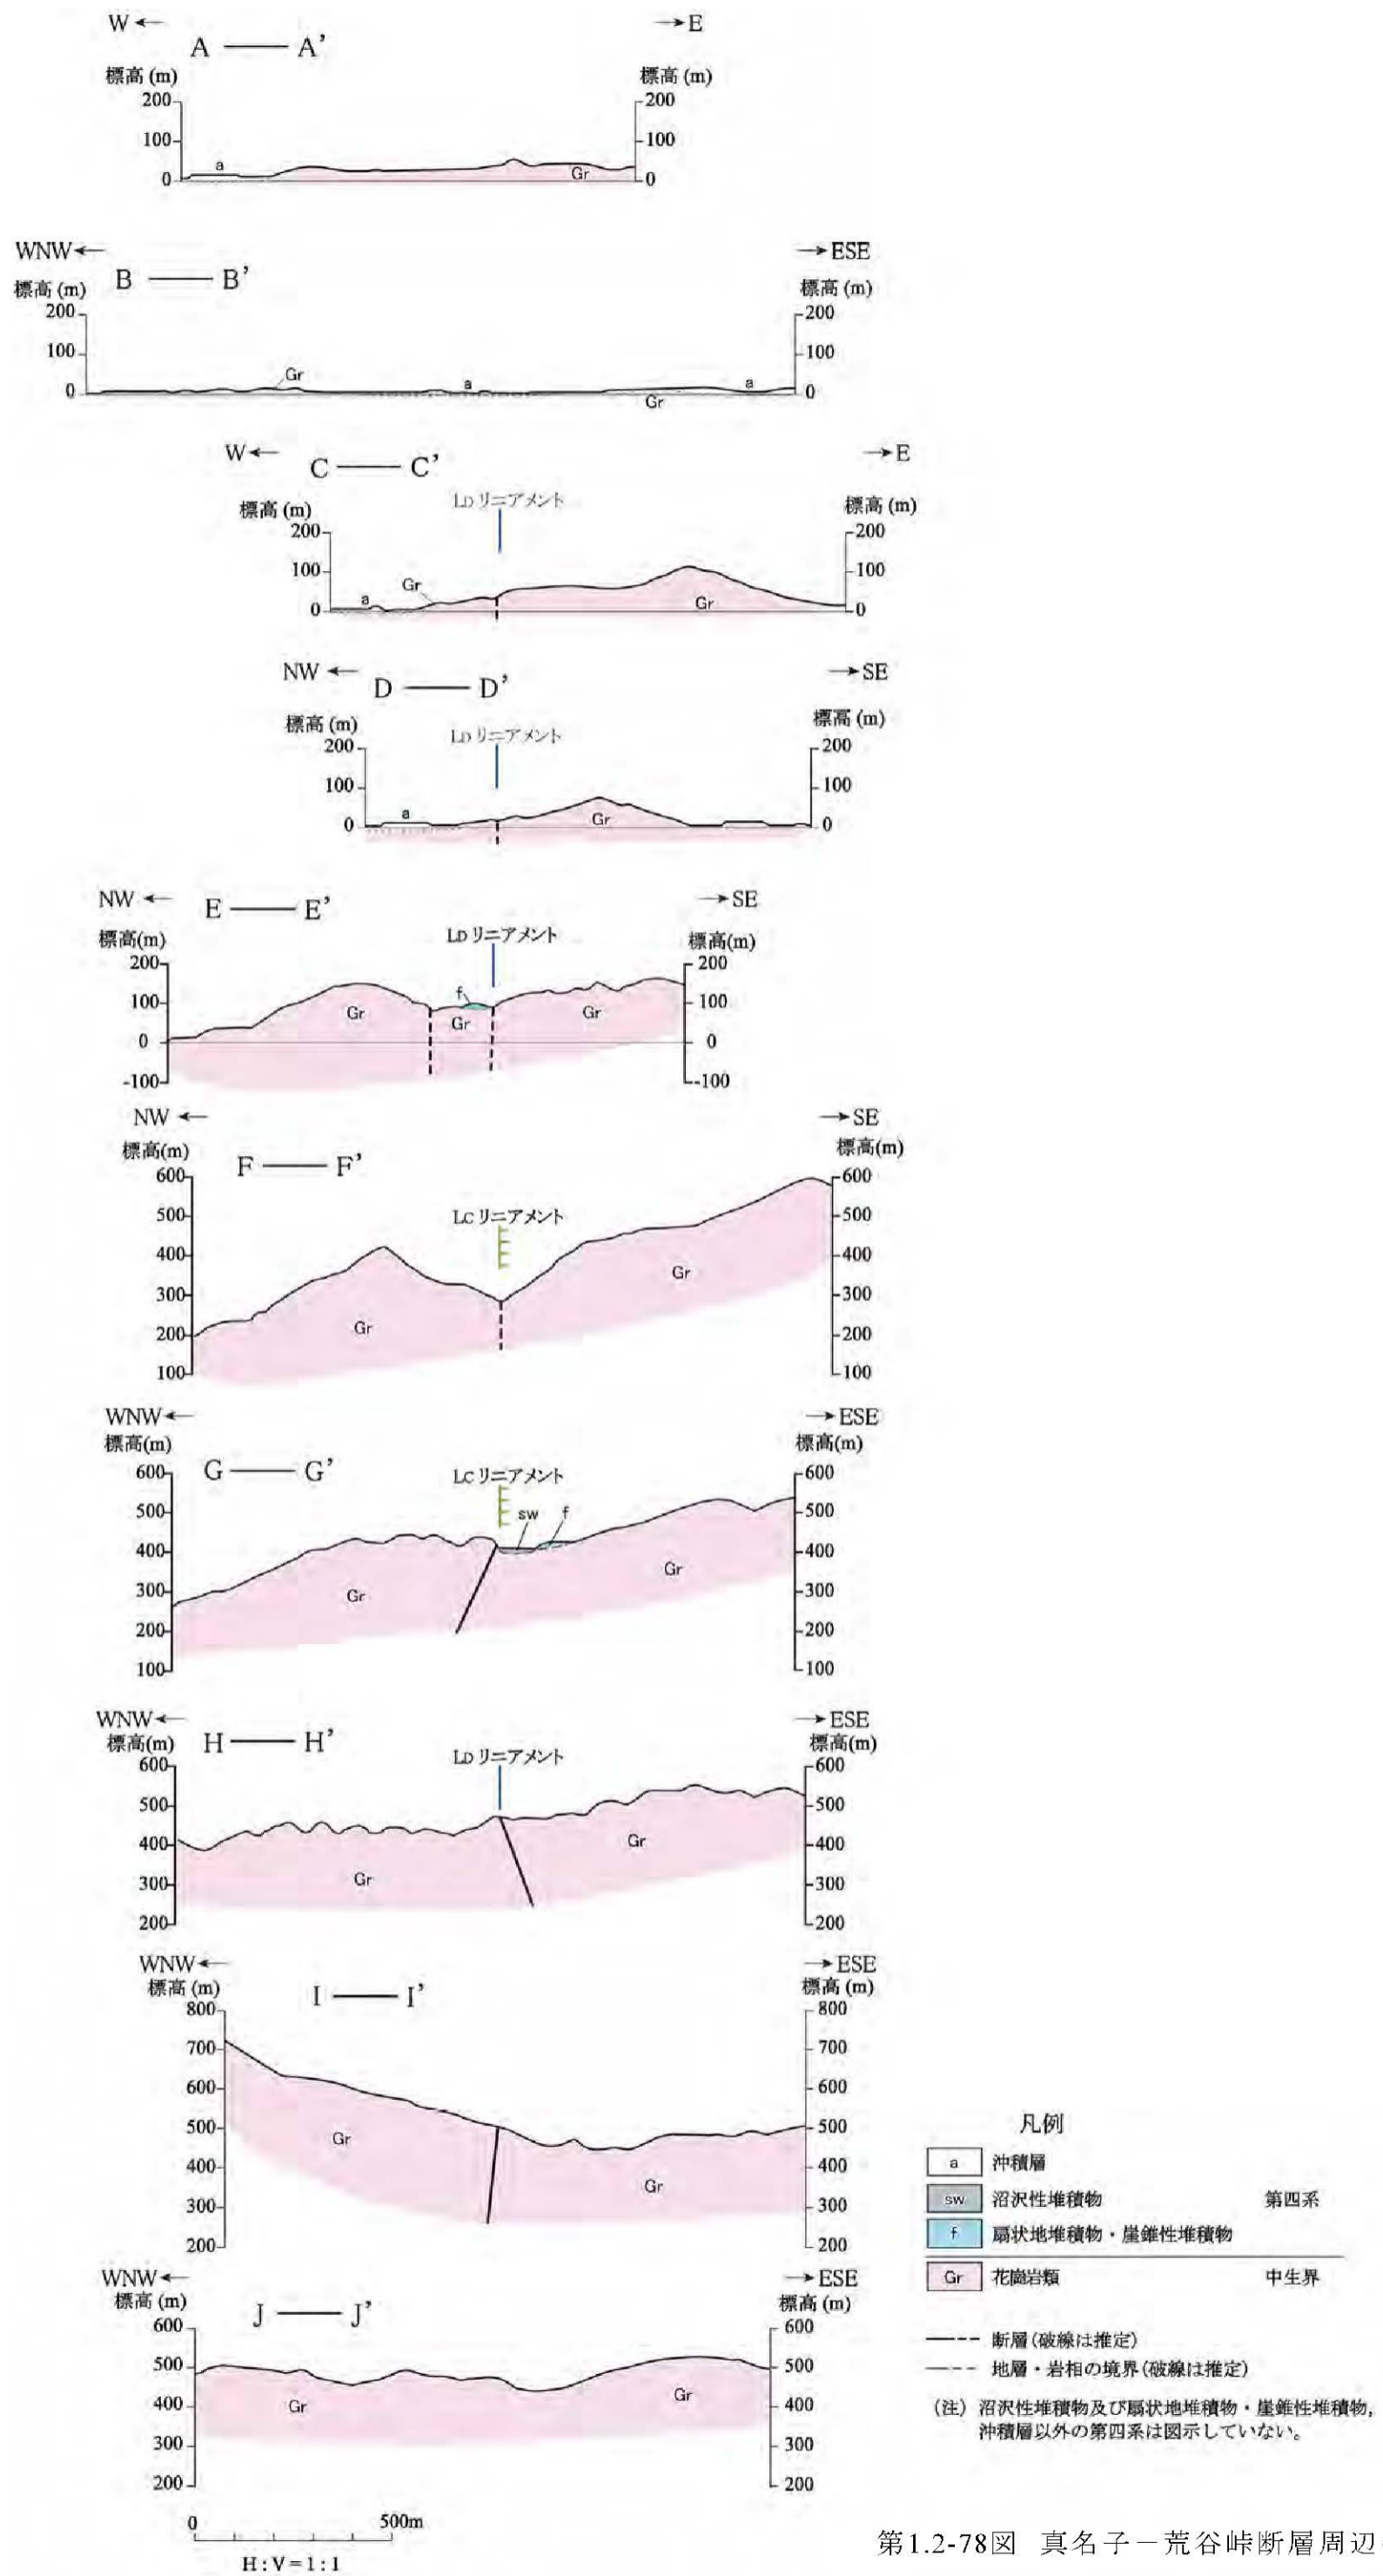 W ← → E
A —— A'
標高 (m) 標高 (m)
200 200
100 100
a
Gr
0 0
WNW ← → ESE
B —— B'
標高 (m) 標高 (m)
200 200
100 100
Gr a a
0 0
Gr
W ← → E
C —— C'
LD リニアメント
標高 (m) 標高 (m)
200 200
100 100
Gr
a Gr
0 0
NW ← → SE
D —— D'
標高 (m) 標高 (m)
LD リニアメント
200 200
100 100
a Gr
0 0
NW ← → SE
E —— E'
標高(m) LD リニアメント 標高(m)
200 200
f
100 100
Gr Gr Gr
0 0
-100 -100
NW ← → SE
標高(m) 標高(m)
F —— F'
600 600
LC リニアメント
500 500
400 400
Gr
300 300
Gr
200 200
100 100
WNW ← → ESE
標高(m) 標高(m)
G —— G'
LC リニアメント
600 600
500 500
sw f
400 400
Gr
300 300
Gr
200 200
100 100
WNW ← → ESE
標高(m) 標高(m)
H —— H'
LD リニアメント
600 600
500 500
400 400
Gr
300 300
Gr
200 200
WNW ← → ESE
標高 (m) 標高 (m)
I —— I'
800 800
700 700
600 600
500 500
Gr
400 400
Gr
300 300
200 200
WNW ← → ESE
標高 (m) 標高 (m)
J —— J'
600 600
500 500
400 400
Gr Gr
300 300
200 200
0 500m
H : V = 1 : 1
凡例
a 沖積層
sw 沼沢性堆積物 第四系
f 扇状地堆積物・崖錐性堆積物
Gr 花崗岩類 中生界
断層(破線は推定)
地層・岩相の境界(破線は推定)
(注) 沼沢性堆積物及び扇状地堆積物・崖錐性堆積物,
沖積層以外の第四系は図示していない。
第1.2-78図 真名子－荒谷峠断層周辺